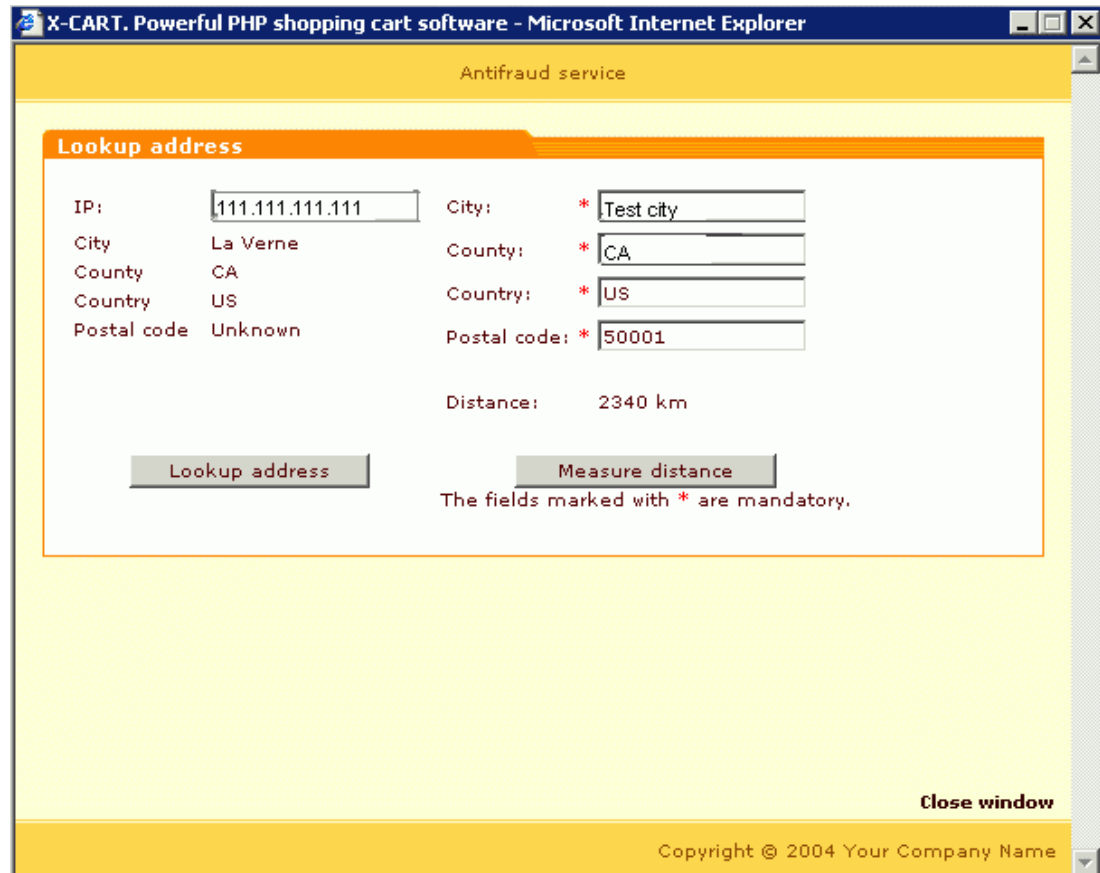 X-CART. Powerful PHP shopping cart software - Microsoft Internet Explorer
Antifraud service
Lookup address
IP: 111.111.111.111
City La Verne
County CA
Country US
Postal code Unknown
City: * Test city
County: * CA
Country: * US
Postal code: * 50001
Distance: 2340 km
Lookup address
Measure distance
The fields marked with * are mandatory.
Close window
Copyright © 2004 Your Company Name